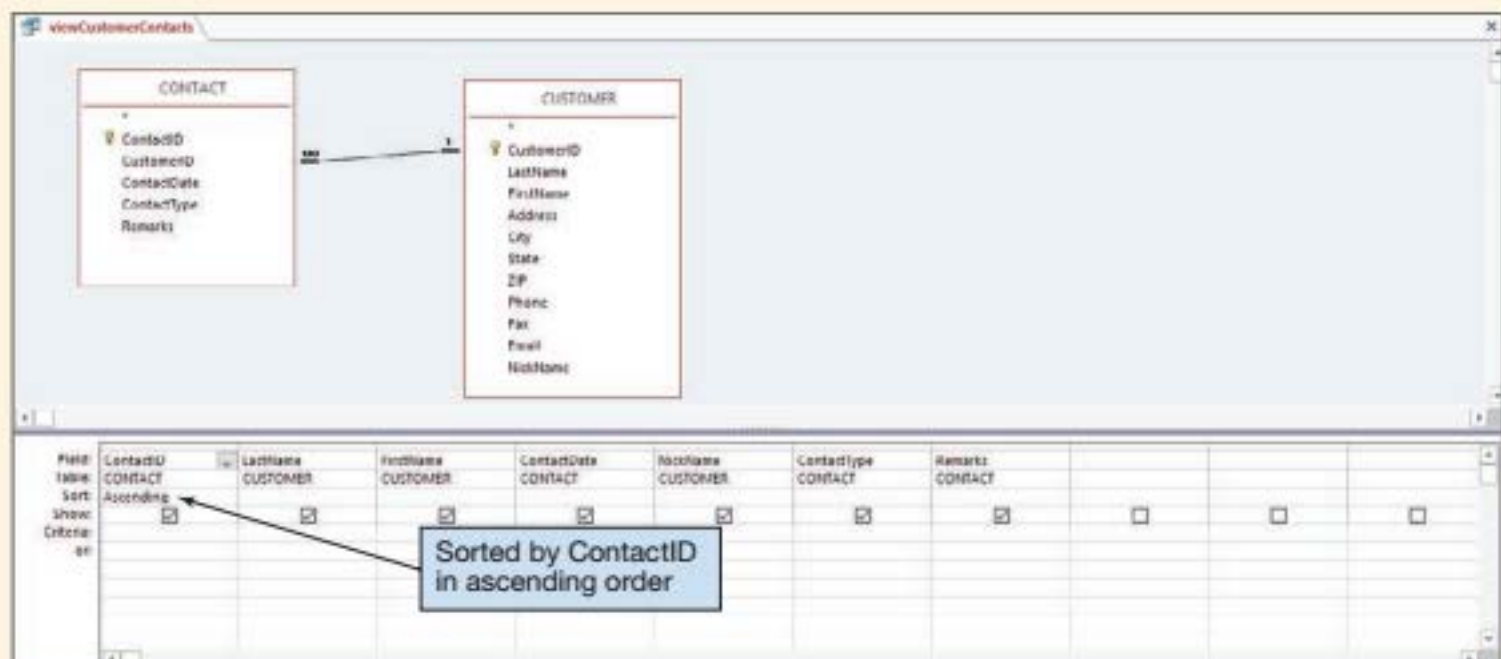 viewCustomerContacts
CONTACT
*
ContactID
CustomerID
ContactDate
ContactType
Remarks
∞
1
CUSTOMER
*
CustomerID
LastName
FirstName
Address
City
State
ZIP
Phone
Fax
Email
NickName
Field: ContactID LastName FirstName ContactDate NickName ContactType Remarks
Table: CONTACT CUSTOMER CUSTOMER CONTACT CUSTOMER CONTACT CONTACT
Sort: Ascending
Show:
Criteria:
or:
Sorted by ContactID
in ascending order